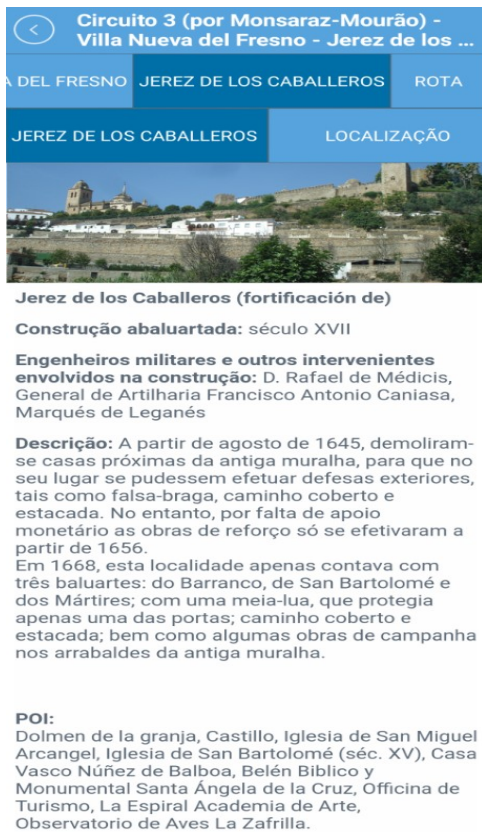 Circuito 3 (por Monsaraz-Mourão) -
Villa Nueva del Fresno - Jerez de los ...
A DEL FRESNO JEREZ DE LOS CABALLEROS ROTA
JEREZ DE LOS CABALLEROS LOCALIZAÇÃO
Jerez de los Caballeros (fortificación de)
Construção abaluartada: século XVII
Engenheiros militares e outros intervenientes
envolvidos na construção: D. Rafael de Médicis,
General de Artilharia Francisco Antonio Caniasa,
Marqués de Leganés
Descrição: A partir de agosto de 1645, demoliram-
se casas próximas da antiga muralha, para que no
seu lugar se pudessem efetuar defesas exteriores,
tais como falsa-braga, caminho coberto e
estacada. No entanto, por falta de apoio
monetário as obras de reforço só se efetivaram a
partir de 1656.
Em 1668, esta localidade apenas contava com
três baluartes: do Barranco, de San Bartolomé e
dos Mártires; com uma meia-lua, que protegia
apenas uma das portas; caminho coberto e
estacada; bem como algumas obras de campanha
nos arrabaldes da antiga muralha.
POI:
Dolmen de la granja, Castillo, Iglesia de San Miguel
Arcangel, Iglesia de San Bartolomé (séc. XV), Casa
Vasco Núñez de Balboa, Belén Biblico y
Monumental Santa Ángela de la Cruz, Officina de
Turismo, La Espiral Academia de Arte,
Observatorio de Aves La Zafrilla.